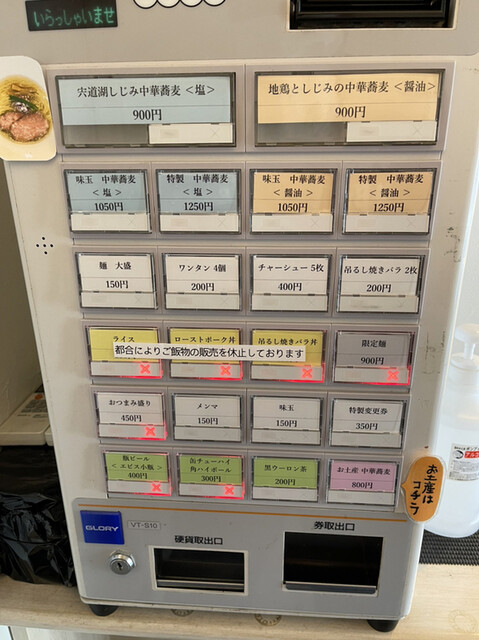 いらっしゃいませ
宍道湖しじみ中華蕎麦<塩>
900円
地鶏としじみの中華蕎麦<醤油>
900円
味玉 中華蕎麦
<塩>
1050円
特製 中華蕎麦
<塩>
1250円
味玉 中華蕎麦
<醤油>
1050円
特製 中華蕎麦
<醤油>
1250円
麺 大盛
150円
ワンタン4個
200円
チャーシュー5枚
400円
吊るし焼きバラ2枚
200円
ライス
ローストポーク丼
吊るし焼きバラ丼
都合によりご飯物の販売を休止しております
限定麺
900円
おつまみ盛り
450円
メンマ
150円
味玉
150円
特製変更券
350円
瓶ビール
<ヱビス小瓶>
400円
缶チューハイ
角ハイボール
300円
黒ウーロン茶
200円
お土産 中華蕎麦
800円
お土産は
コチラ
GLORY
VT-S10
硬貨取出口
券取出口